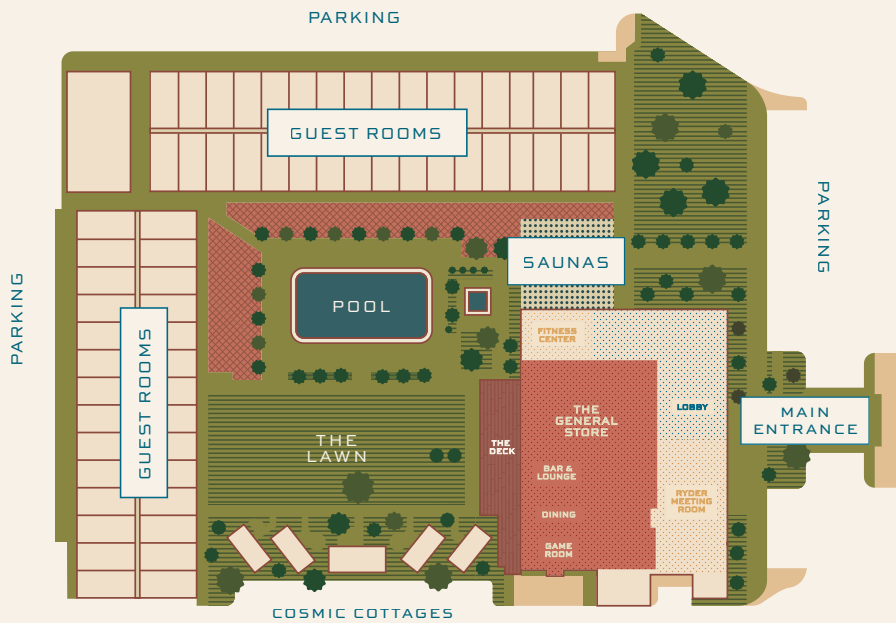 PARKING
GUEST ROOMS
PARKING
SAUNAS
PARKING
POOL
FITNESS
CENTER
GUEST ROOMS
THE
GENERAL
STORE
LOBBY
MAIN
ENTRANCE
THE
LAWN
THE
DECK
BAR &
LOUNGE
RYDER
MEETING
ROOM
DINING
GAME
ROOM
COSMIC COTTAGES